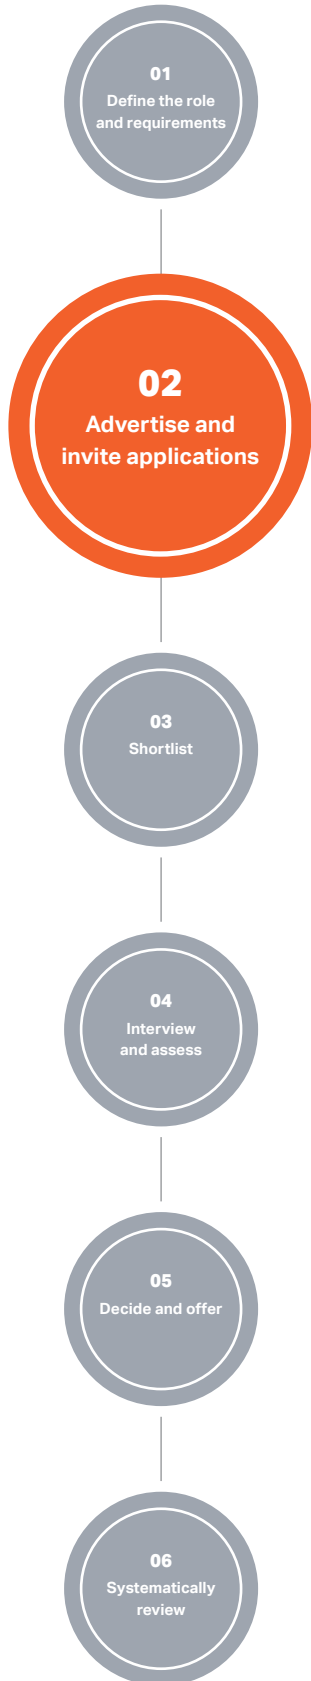 01
Define the role
and requirements
02
Advertise and
invite applications
03
Shortlist
04
Interview
and assess
05
Decide and offer
06
Systematically
review